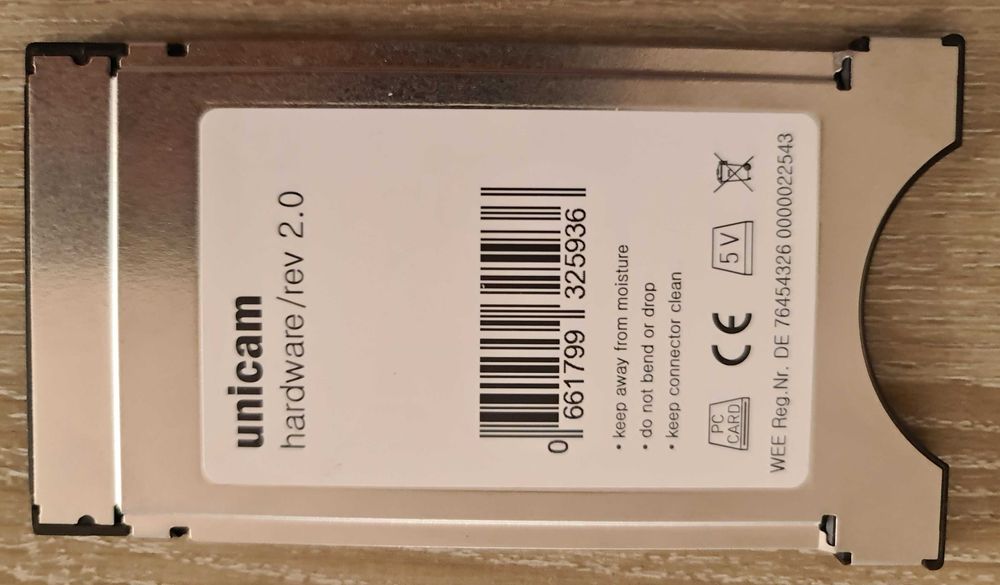 unicam
hardware/rev 2.0
0 661799 325936
• keep away from moisture
• do not bend or drop
• keep connector clean
PC CARD
CE
5 V
WEE Reg.Nr. DE 76454326 0000022543